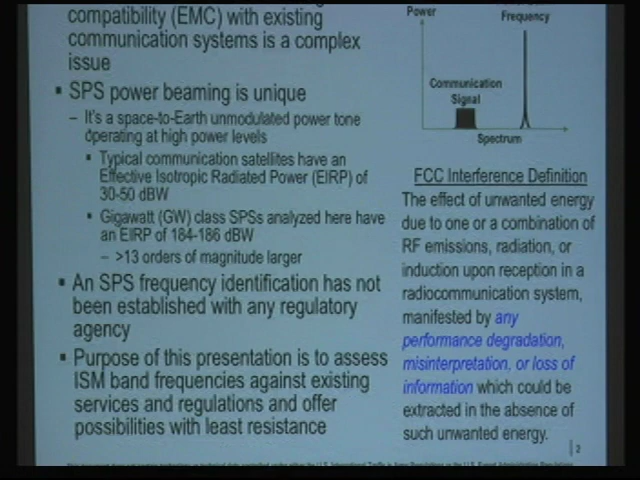 compatibility (EMC) with existing
communication systems is a complex
issue
▪ SPS power beaming is unique
– It's a space-to-Earth unmodulated power tone
operating at high power levels
▪ Typical communication satellites have an
Effective Isotropic Radiated Power (EIRP) of
30-50 dBW
▪ Gigawatt (GW) class SPSs analyzed here have
an EIRP of 184-186 dBW
– >13 orders of magnitude larger
▪ An SPS frequency identification has not
been established with any regulatory
agency
▪ Purpose of this presentation is to assess
ISM band frequencies against existing
services and regulations and offer
possibilities with least resistance
Power
Frequency
Communication
Signal
Spectrum
FCC Interference Definition
The effect of unwanted energy
due to one or a combination of
RF emissions, radiation, or
induction upon reception in a
radiocommunication system,
manifested by any
performance degradation,
misinterpretation, or loss of
information which could be
extracted in the absence of
such unwanted energy.
2